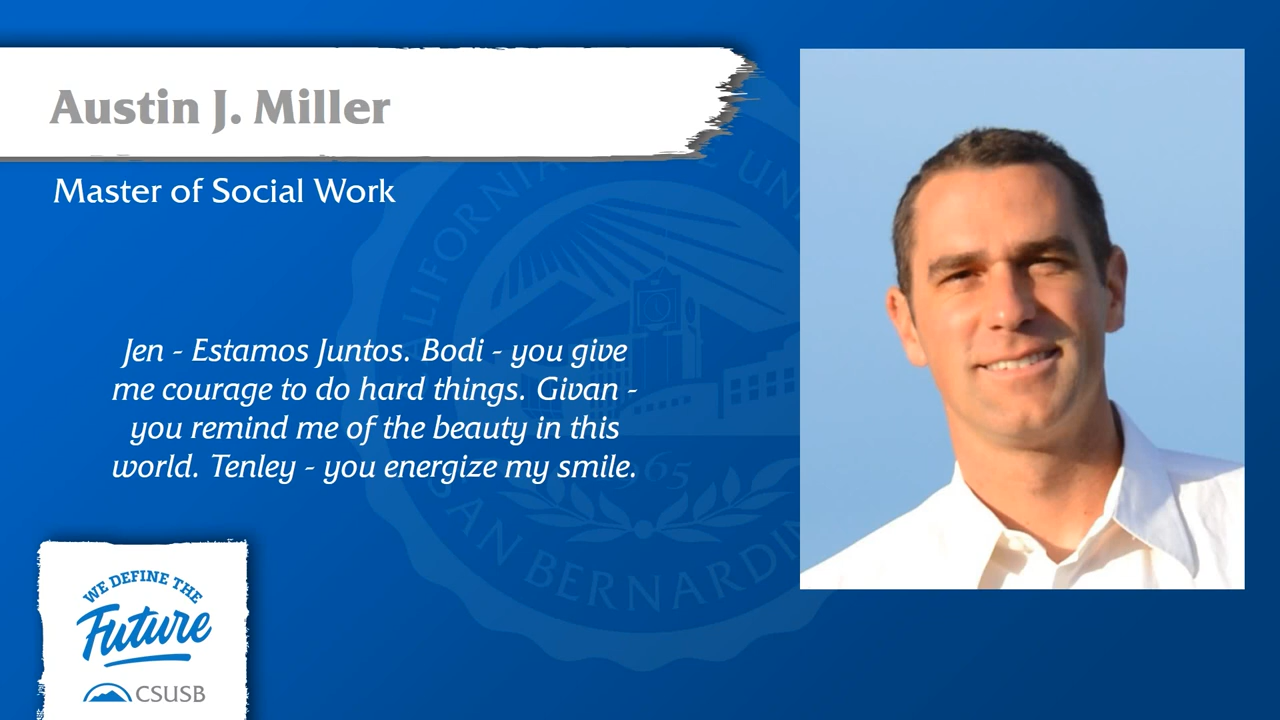 Austin J. Miller
Master of Social Work
Jen - Estamos Juntos. Bodi - you give
me courage to do hard things. Givan -
you remind me of the beauty in this
world. Tenley - you energize my smile.
WE DEFINE THE
Future
CSUSB
SAN BERNARDIN